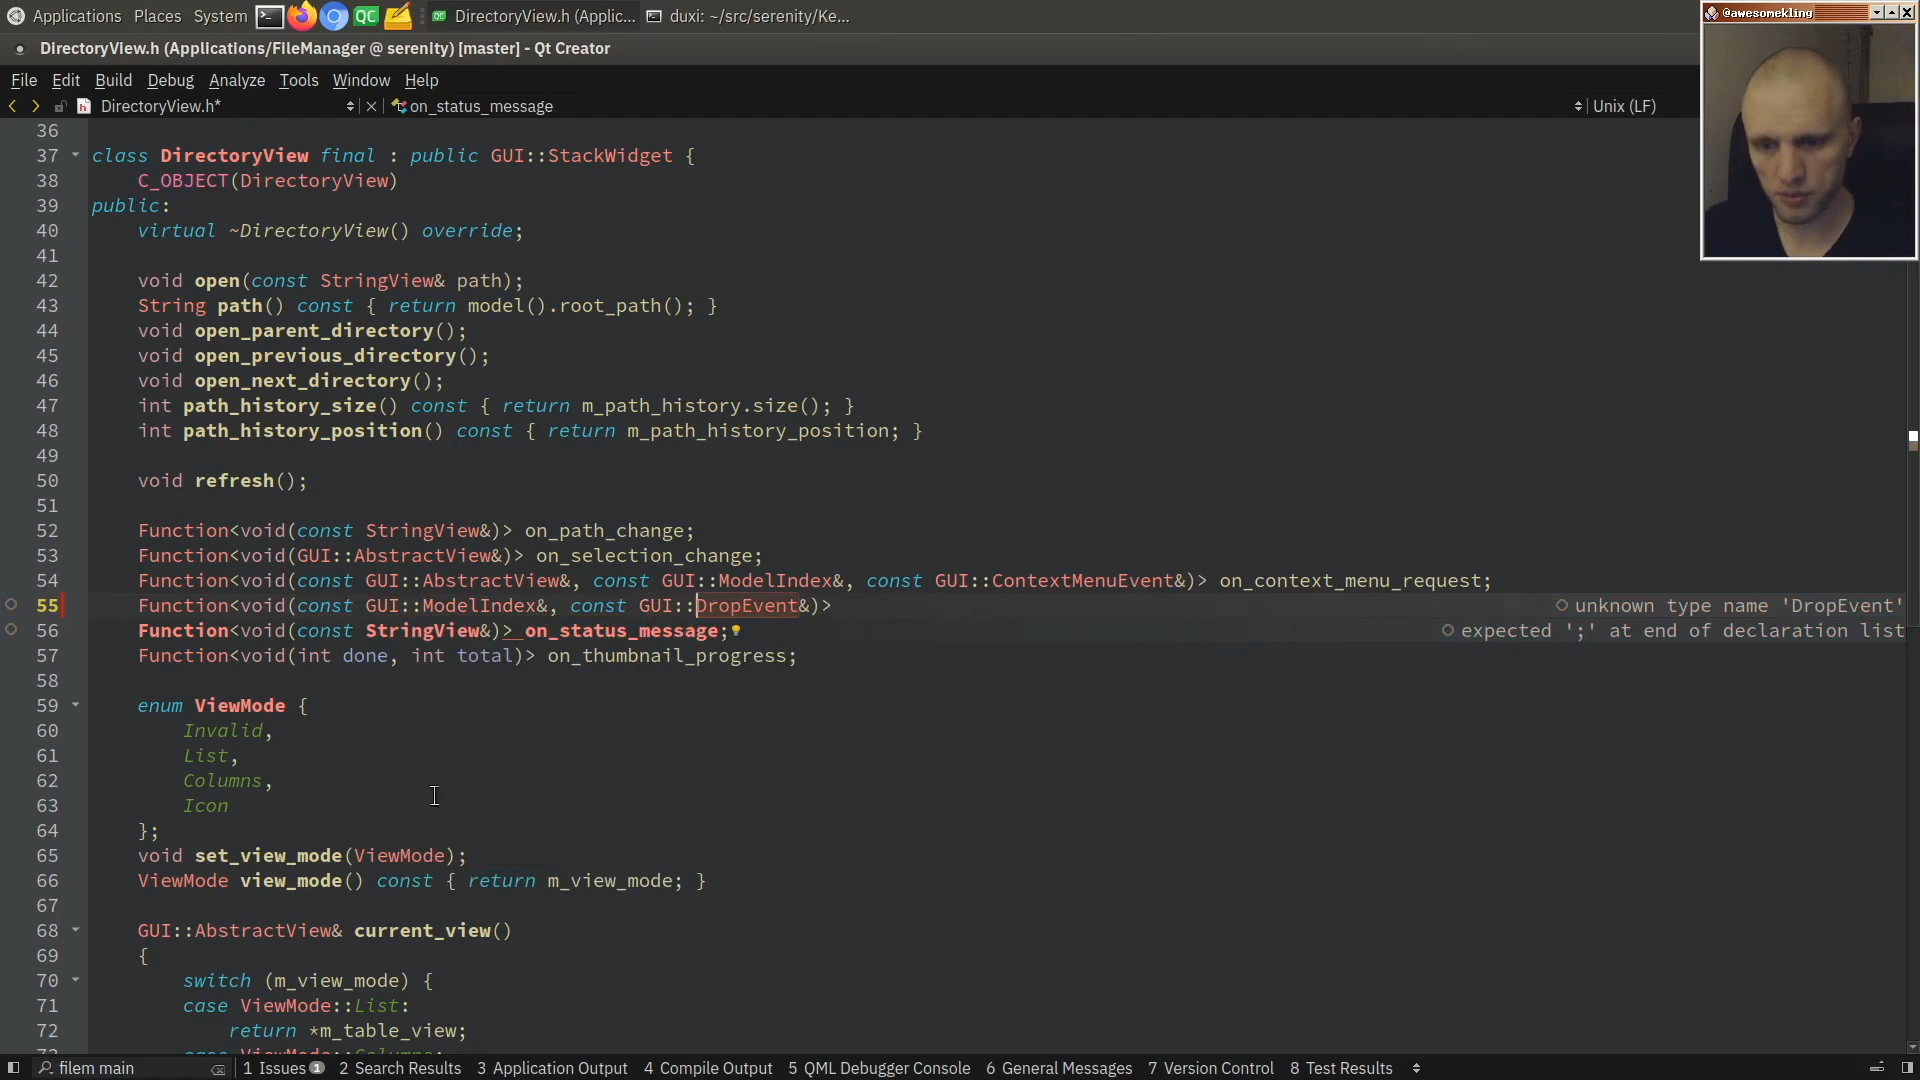 Applications Places System DirectoryView.h (Applic... duxi: ~/src/serenity/Ke...
@awesomekling
DirectoryView.h (Applications/FileManager @ serenity) [master] - Qt Creator
File Edit Build Debug Analyze Tools Window Help
DirectoryView.h* on_status_message Unix (LF)
36
37 class DirectoryView final : public GUI::StackWidget {
38 C_OBJECT(DirectoryView)
39 public:
40 virtual ~DirectoryView() override;
41
42 void open(const StringView& path);
43 String path() const { return model().root_path(); }
44 void open_parent_directory();
45 void open_previous_directory();
46 void open_next_directory();
47 int path_history_size() const { return m_path_history.size(); }
48 int path_history_position() const { return m_path_history_position; }
49
50 void refresh();
51
52 Function<void(const StringView&)> on_path_change;
53 Function<void(GUI::AbstractView&)> on_selection_change;
54 Function<void(const GUI::AbstractView&, const GUI::ModelIndex&, const GUI::ContextMenuEvent&)> on_context_menu_request;
55 Function<void(const GUI::ModelIndex&, const GUI::DropEvent&)> unknown type name 'DropEvent'
56 Function<void(const StringView&)> on_status_message; expected ';' at end of declaration list
57 Function<void(int done, int total)> on_thumbnail_progress;
58
59 enum ViewMode {
60 Invalid,
61 List,
62 Columns,
63 Icon
64 };
65 void set_view_mode(ViewMode);
66 ViewMode view_mode() const { return m_view_mode; }
67
68 GUI::AbstractView& current_view()
69 {
70 switch (m_view_mode) {
71 case ViewMode::List:
72 return *m_table_view;
73 case ViewMode::Columns:
filem main 1 Issues 1 2 Search Results 3 Application Output 4 Compile Output 5 QML Debugger Console 6 General Messages 7 Version Control 8 Test Results